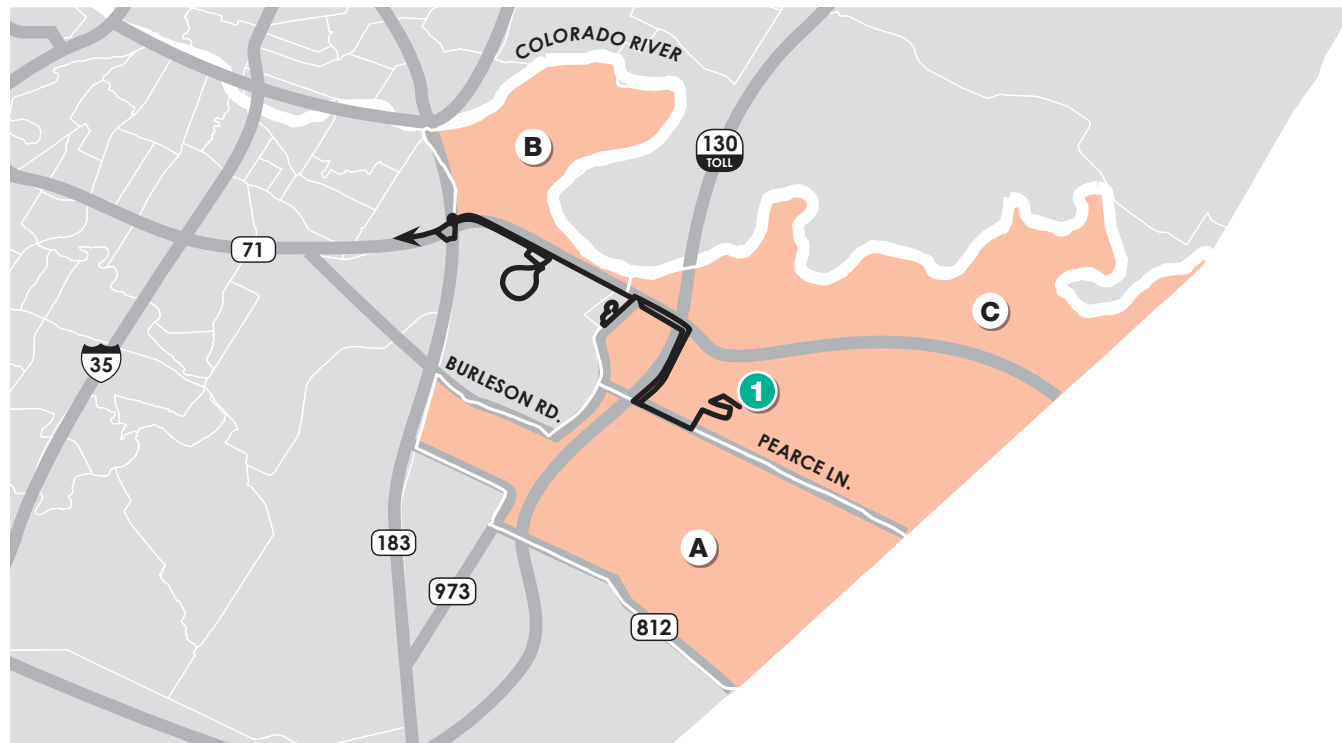 COLORADO RIVER
B
130
TOLL
71
C
35
1
BURLESON RD.
PEARCE LN.
183
A
973
812